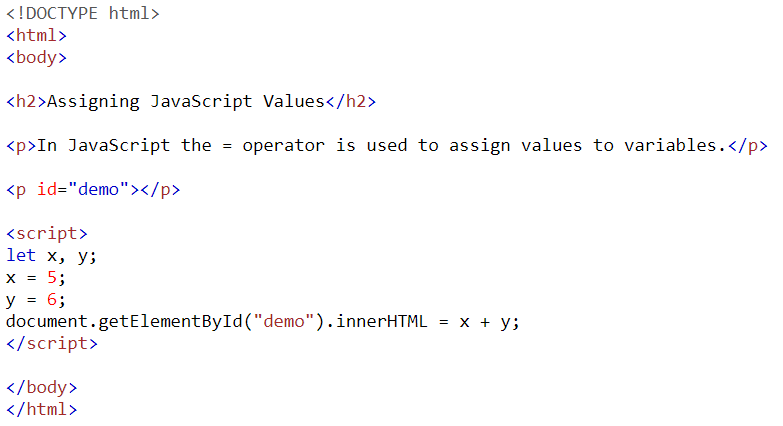 <!DOCTYPE html>
<html>
<body>
<h2>Assigning JavaScript Values</h2>
<p>In JavaScript the = operator is used to assign values to variables.</p>
<p id="demo"></p>
<script>
let x, y;
x = 5;
y = 6;
document.getElementById("demo").innerHTML = x + y;
</script>
</body>
</html>